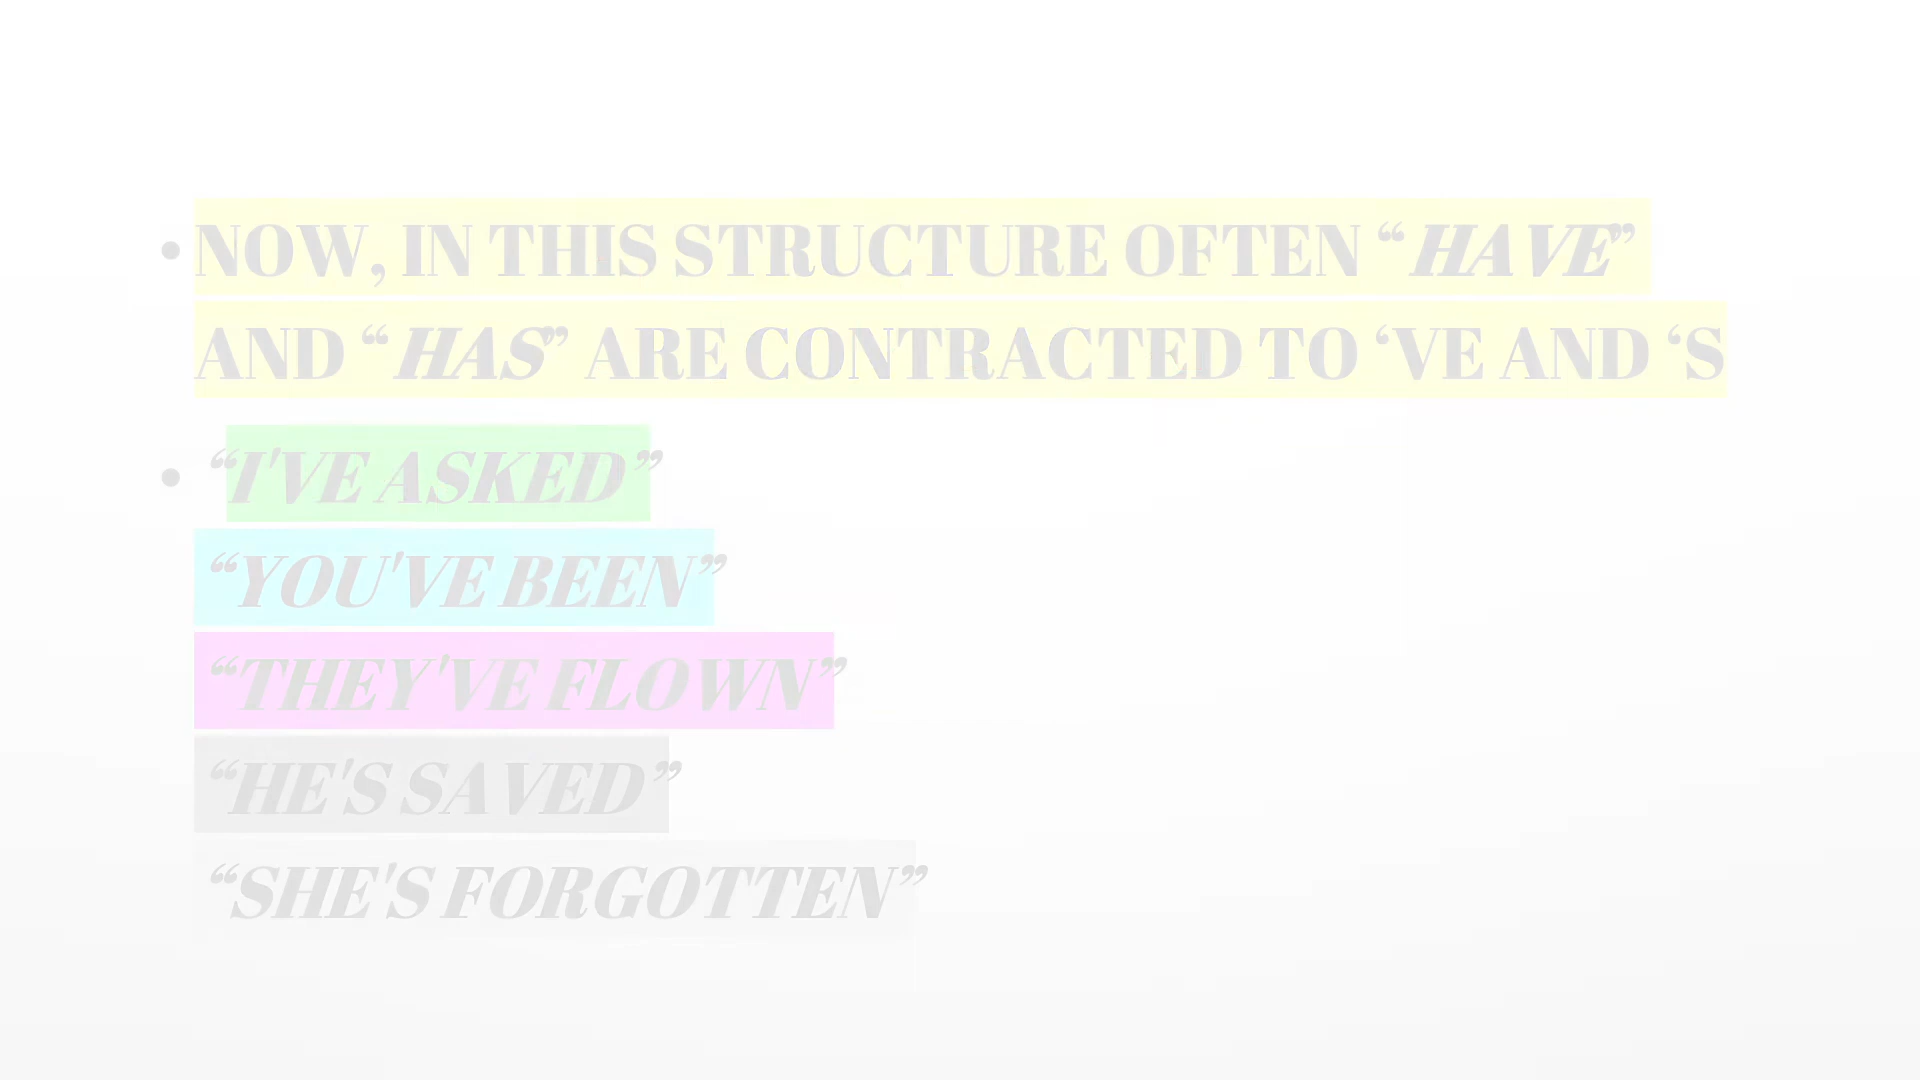 • NOW, IN THIS STRUCTURE OFTEN “HAVE”
AND “HAS” ARE CONTRACTED TO ‘VE AND ‘S
• “I'VE ASKED”
“YOU'VE BEEN”
“THEY'VE FLOWN”
“HE'S SAVED”
“SHE'S FORGOTTEN”